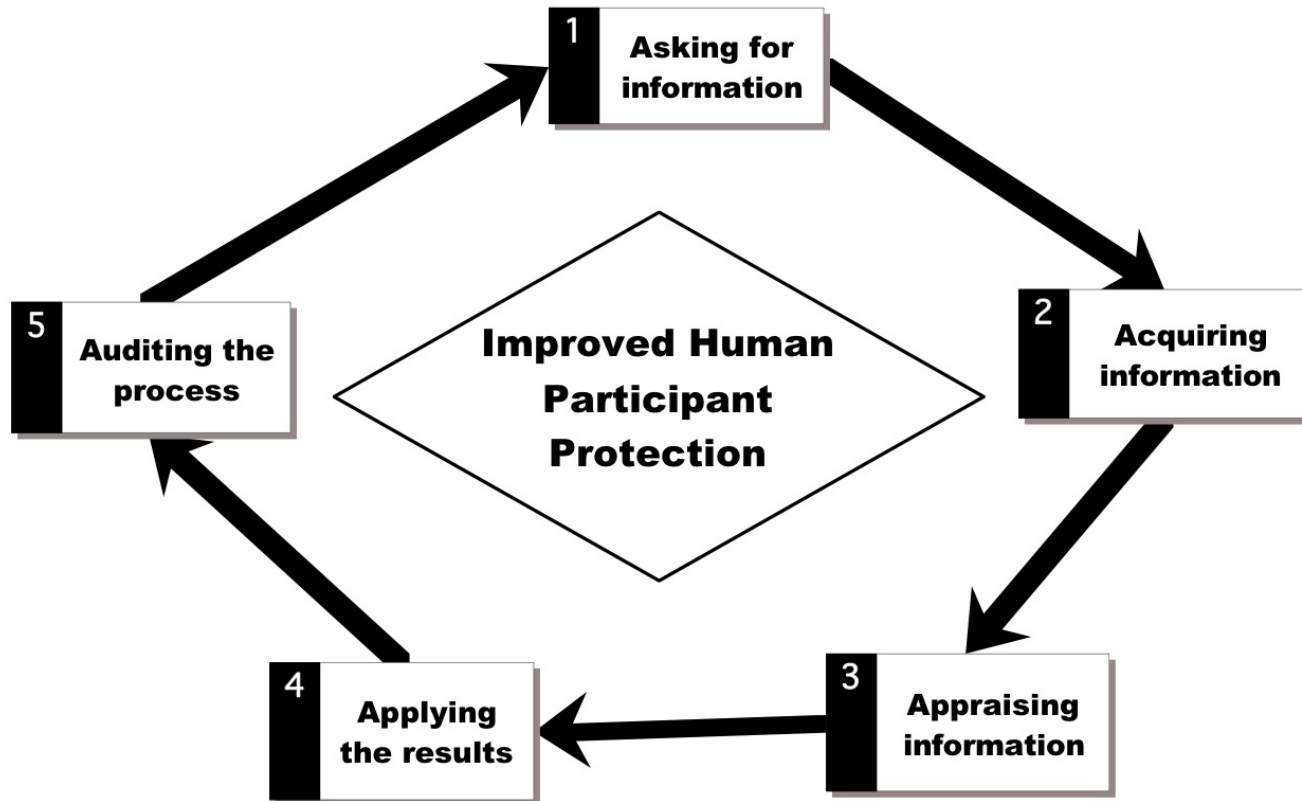 1
Asking for
information
2
Acquiring
information
3
Appraising
information
4
Applying
the results
5
Auditing the
process
Improved Human
Participant
Protection